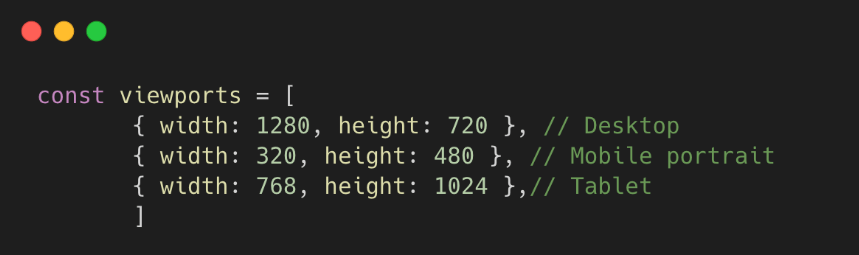 const viewports = [
{ width: 1280, height: 720 }, // Desktop
{ width: 320, height: 480 }, // Mobile portrait
{ width: 768, height: 1024 },// Tablet
]